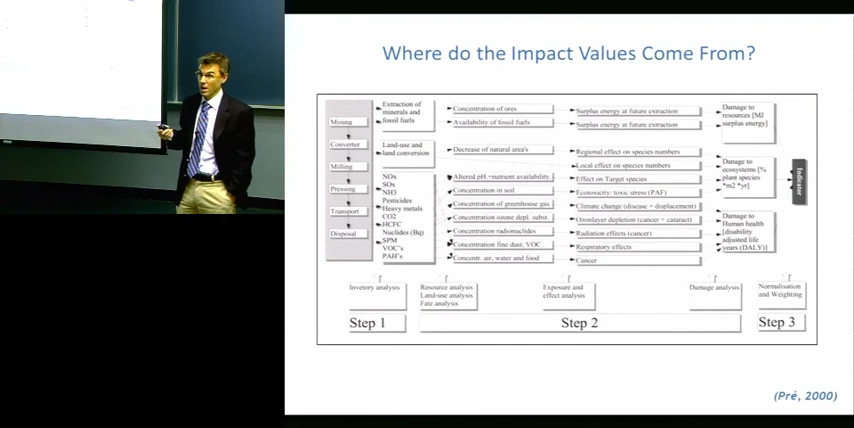 Where do the Impact Values Come From?
Mining
Converter
Milling
Pressing
Transport
Disposal
Extraction of
minerals and
fossil fuels
Land-use and
land conversion
NOx
SOx
NH3
Pesticides
Heavy metals
CO2
HCFC
Nuclides (Bq)
SPM
VOC's
PAH's
Concentration of ores
Availability of fossil fuels
Decrease of natural area's
Altered pH,+nutrient availability.
Concentration in soil
Concentration of greenhouse gas
Concentration ozone depl. subst.
Concentration radionuclides
Concentration fine dust, VOC
Concentr. air, water and food
Surplus energy at future extraction
Surplus energy at future extraction
Regional effect on species numbers
Local effect on species numbers
Effect on Target species
Ecotoxicity: toxic stress (PAF)
Climate change (disease + displacement)
Ozonlayer depletion (cancer + cataract)
Radiation effects (cancer)
Respiratory effects
Cancer
Damage to
resources [MJ
surplus energy]
Damage to
ecosystems [%
plant species
*m2 *yr]
Damage to
Human health
[disability
adjusted life
years (DALY)]
Indicator
Invetory analysis
Resource analysis
Land-use analysis
Fate analysis
Exposure and
effect analysis
Damage analysis
Normalisation
and Weighting
Step 1
Step 2
Step 3
(Pré, 2000)